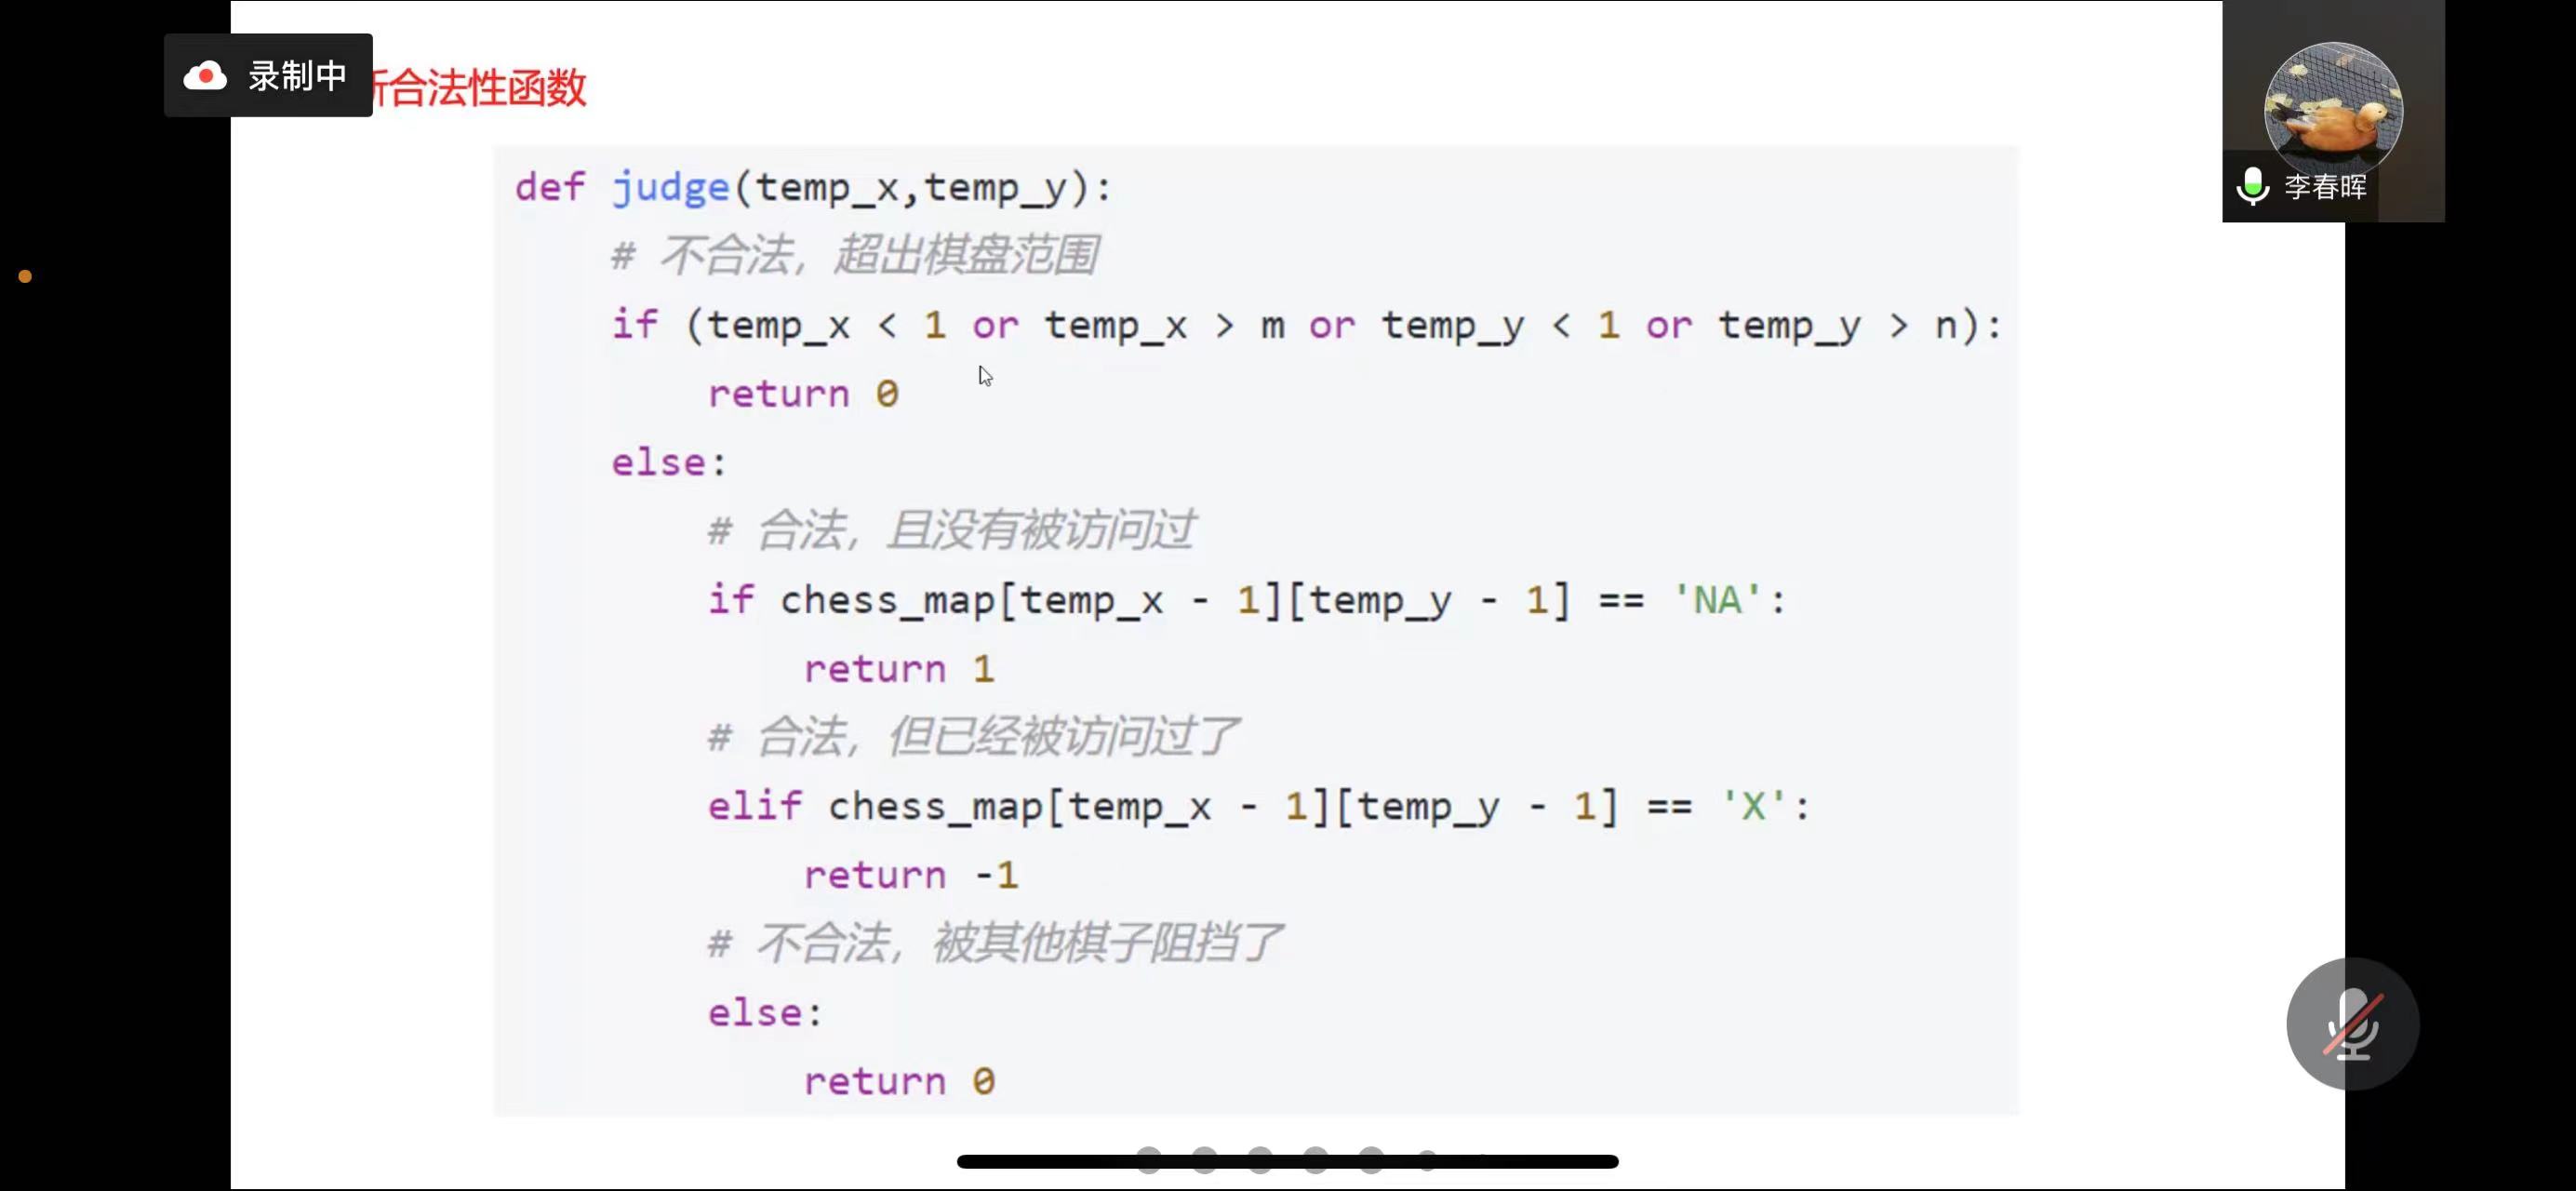 录制中
断合法性函数
李春晖
def judge(temp_x,temp_y):
# 不合法，超出棋盘范围
if (temp_x < 1 or temp_x > m or temp_y < 1 or temp_y > n):
return 0
else:
# 合法，且没有被访问过
if chess_map[temp_x - 1][temp_y - 1] == 'NA':
return 1
# 合法，但已经被访问过了
elif chess_map[temp_x - 1][temp_y - 1] == 'X':
return -1
# 不合法，被其他棋子阻挡了
else:
return 0